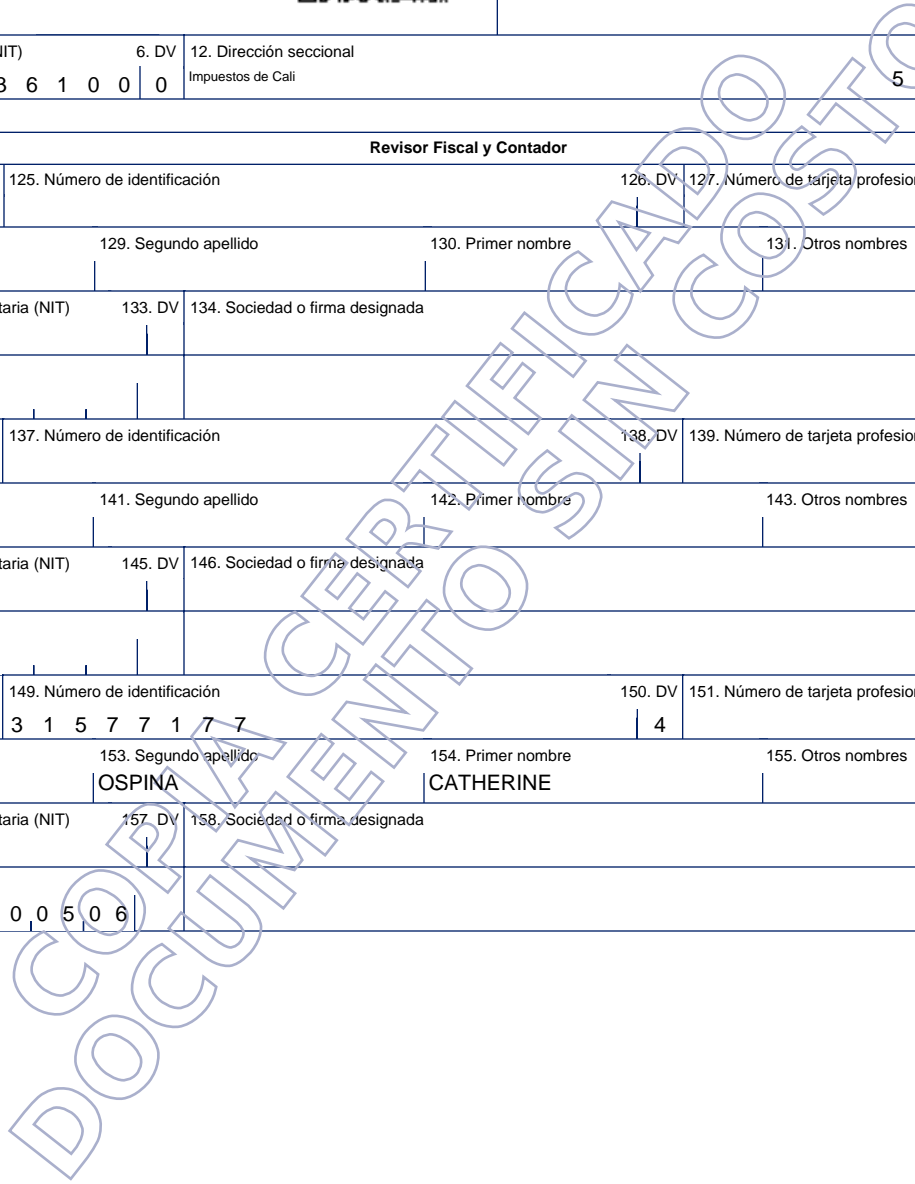 NIT) 6. DV 12. Dirección seccional
3 6 1 0 0 0 Impuestos de Cali 5
Revisor Fiscal y Contador
125. Número de identificación 126. DV 127. Número de tarjeta profesion
129. Segundo apellido 130. Primer nombre 131. Otros nombres
taria (NIT) 133. DV 134. Sociedad o firma designada
137. Número de identificación 138. DV 139. Número de tarjeta profesion
141. Segundo apellido 142. Primer nombre 143. Otros nombres
taria (NIT) 145. DV 146. Sociedad o firma designada
149. Número de identificación 150. DV 151. Número de tarjeta profesion
3 1 5 7 7 1 7 7 4
153. Segundo apellido 154. Primer nombre 155. Otros nombres
OSPINA CATHERINE
taria (NIT) 157. DV 158. Sociedad o firma designada
0 0 5 0 6
COPIA CERTIFICADO
DOCUMENTO SIN COSTO